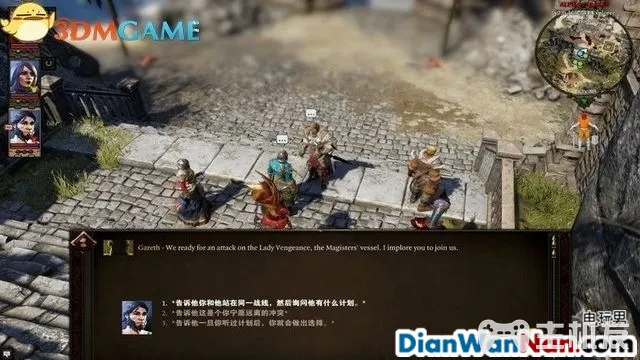 3DMGAME
Gareth - We ready for an attack on the Lady Vengeance, the Magisters' vessel. I implore you to join us.
1. *告诉他你和他站在同一战线，然后询问他有什么计划。*
2. *告诉他这是个你宁愿远离的冲突*
3. *告诉他一旦你听过计划后，你就会做出选择。*
电玩男
DianWanNan.com